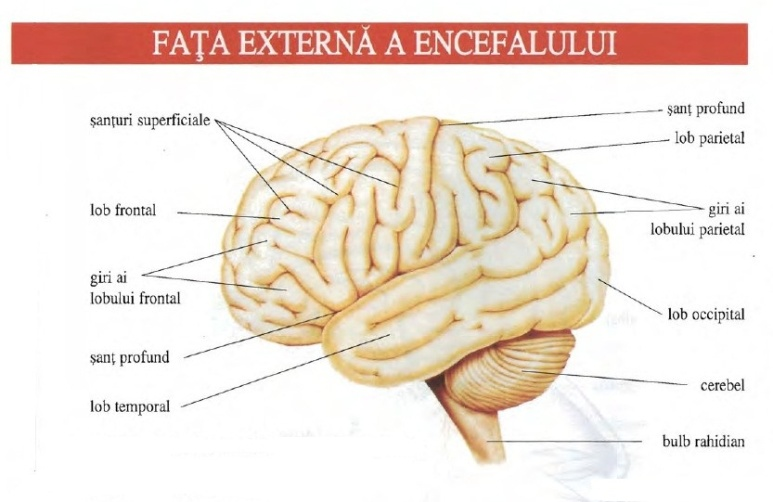 FAŢA EXTERNĂ A ENCEFALULUI
şanţuri superficiale
lob frontal
giri ai
lobului frontal
şanţ profund
lob temporal
şanţ profund
lob parietal
giri ai
lobului parietal
lob occipital
cerebel
bulb rahidian